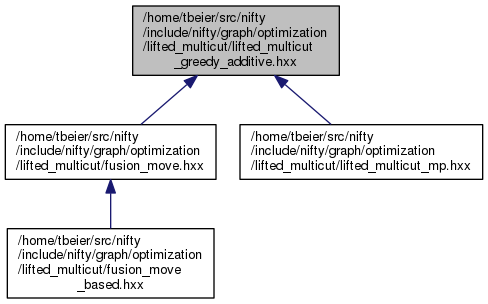 /home/tbeier/src/nifty
/include/nifty/graph/optimization
/lifted_multicut/lifted_multicut
_greedy_additive.hxx
/home/tbeier/src/nifty
/include/nifty/graph/optimization
/lifted_multicut/fusion_move.hxx
/home/tbeier/src/nifty
/include/nifty/graph/optimization
/lifted_multicut/lifted_multicut_mp.hxx
/home/tbeier/src/nifty
/include/nifty/graph/optimization
/lifted_multicut/fusion_move
_based.hxx